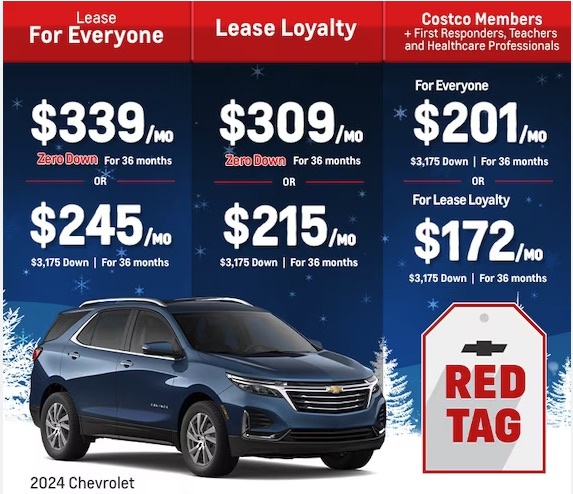 Lease
For Everyone
$339/MO
Zero Down For 36 months
OR
$245/MO
$3,175 Down | For 36 months
Lease Loyalty
$309/MO
Zero Down For 36 months
OR
$215/MO
$3,175 Down | For 36 months
Costco Members
+ First Responders, Teachers
and Healthcare Professionals
For Everyone
$201/MO
$3,175 Down | For 36 months
OR
For Lease Loyalty
$172/MO
$3,175 Down | For 36 months
RED
TAG
2024 Chevrolet